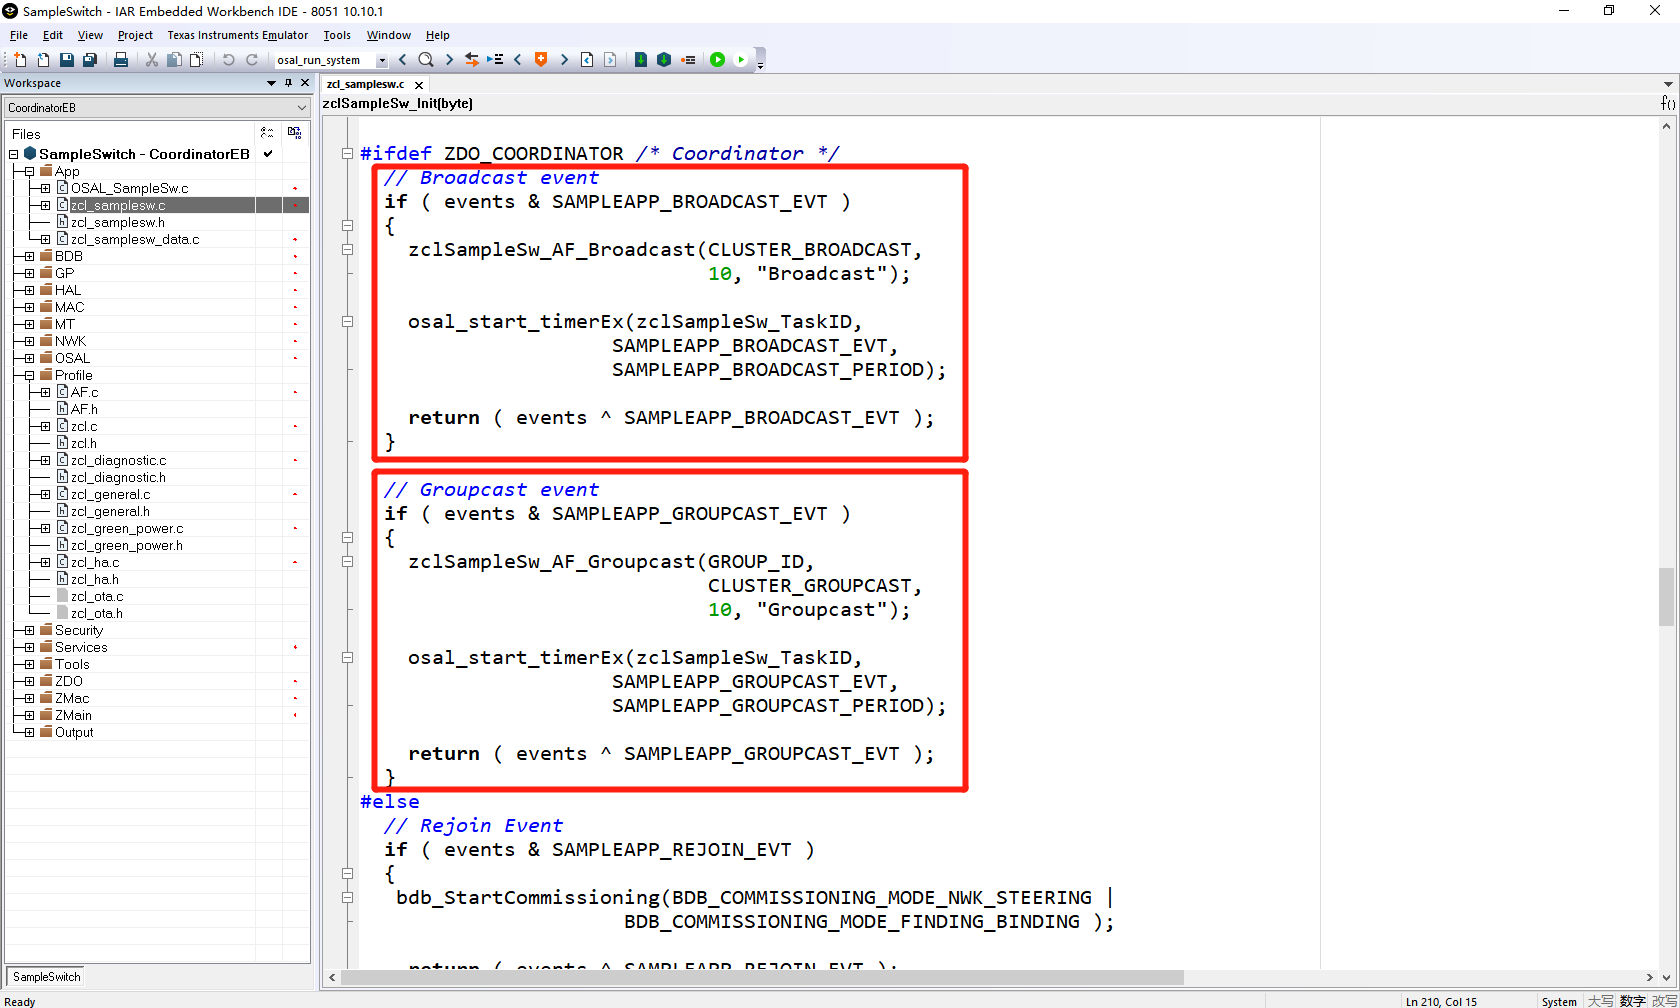 SampleSwitch - IAR Embedded Workbench IDE - 8051 10.10.1
File Edit View Project Texas Instruments Emulator Tools Window Help
osal_run_system
Workspace
zcl_samplesw.c
CoordinatorEB
zclSampleSw_Init(byte)
f()
Files
SampleSwitch - CoordinatorEB
App
OSAL_SampleSw.c
zcl_samplesw.c
zcl_samplesw.h
zcl_samplesw_data.c
BDB
GP
HAL
MAC
MT
NWK
OSAL
Profile
AF.c
AF.h
zcl.c
zcl.h
zcl_diagnostic.c
zcl_diagnostic.h
zcl_general.c
zcl_general.h
zcl_green_power.c
zcl_green_power.h
zcl_ha.c
zcl_ha.h
zcl_ota.c
zcl_ota.h
Security
Services
Tools
ZDO
ZMac
ZMain
Output
#ifdef ZDO_COORDINATOR /* Coordinator */
// Broadcast event
if ( events & SAMPLEAPP_BROADCAST_EVT )
{
zclSampleSw_AF_Broadcast(CLUSTER_BROADCAST,
10, "Broadcast");
osal_start_timerEx(zclSampleSw_TaskID,
SAMPLEAPP_BROADCAST_EVT,
SAMPLEAPP_BROADCAST_PERIOD);
return ( events ^ SAMPLEAPP_BROADCAST_EVT );
}
// Groupcast event
if ( events & SAMPLEAPP_GROUPCAST_EVT )
{
zclSampleSw_AF_Groupcast(GROUP_ID,
CLUSTER_GROUPCAST,
10, "Groupcast");
osal_start_timerEx(zclSampleSw_TaskID,
SAMPLEAPP_GROUPCAST_EVT,
SAMPLEAPP_GROUPCAST_PERIOD);
return ( events ^ SAMPLEAPP_GROUPCAST_EVT );
}
#else
// Rejoin Event
if ( events & SAMPLEAPP_REJOIN_EVT )
{
bdb_StartCommissioning(BDB_COMMISSIONING_MODE_NWK_STEERING |
BDB_COMMISSIONING_MODE_FINDING_BINDING );
return ( events ^ SAMPLEAPP_REJOIN_EVT );
SampleSwitch
Ready
Ln 210, Col 15
System
大写 数字 改写